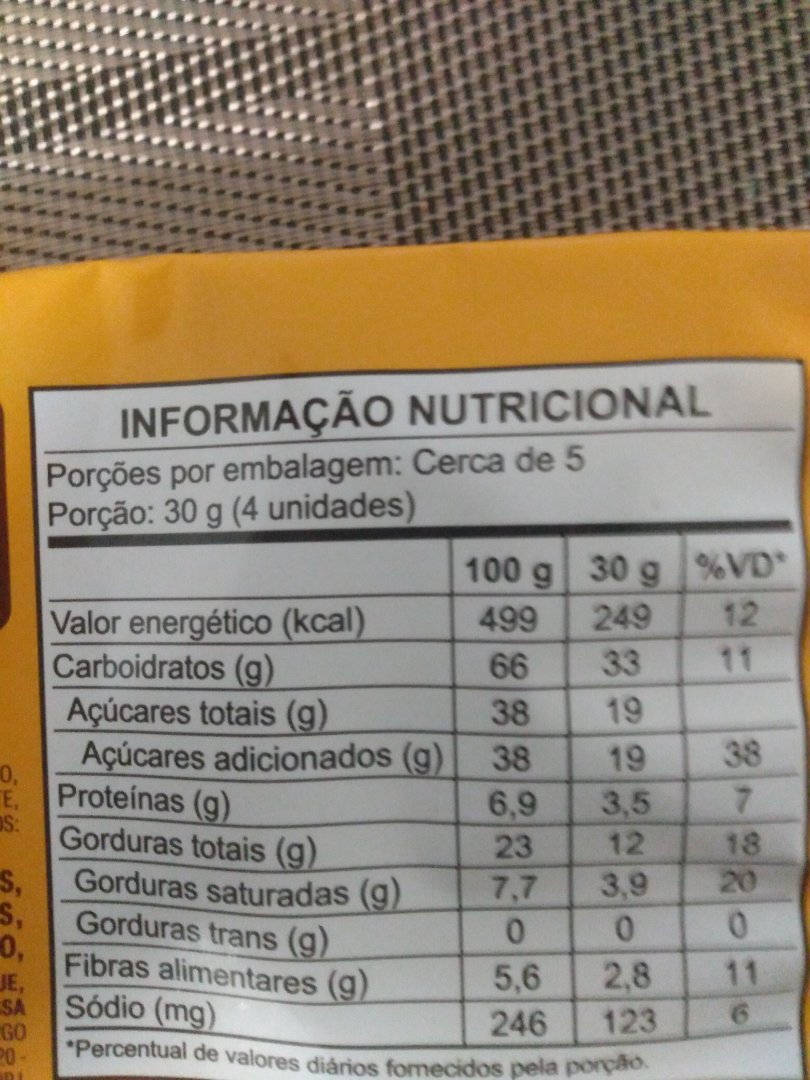 INFORMAÇÃO NUTRICIONAL
Porções por embalagem: Cerca de 5
Porção: 30 g (4 unidades)
100 g 30 g %VD*
Valor energético (kcal) 499 249 12
Carboidratos (g) 66 33 11
Açúcares totais (g) 38 19
Açúcares adicionados (g) 38 19 38
Proteínas (g) 6,9 3,5 7
Gorduras totais (g) 23 12 18
Gorduras saturadas (g) 7,7 3,9 20
Gorduras trans (g) 0 0 0
Fibras alimentares (g) 5,6 2,8 11
Sódio (mg) 246 123 6
*Percentual de valores diários fornecidos pela porção.